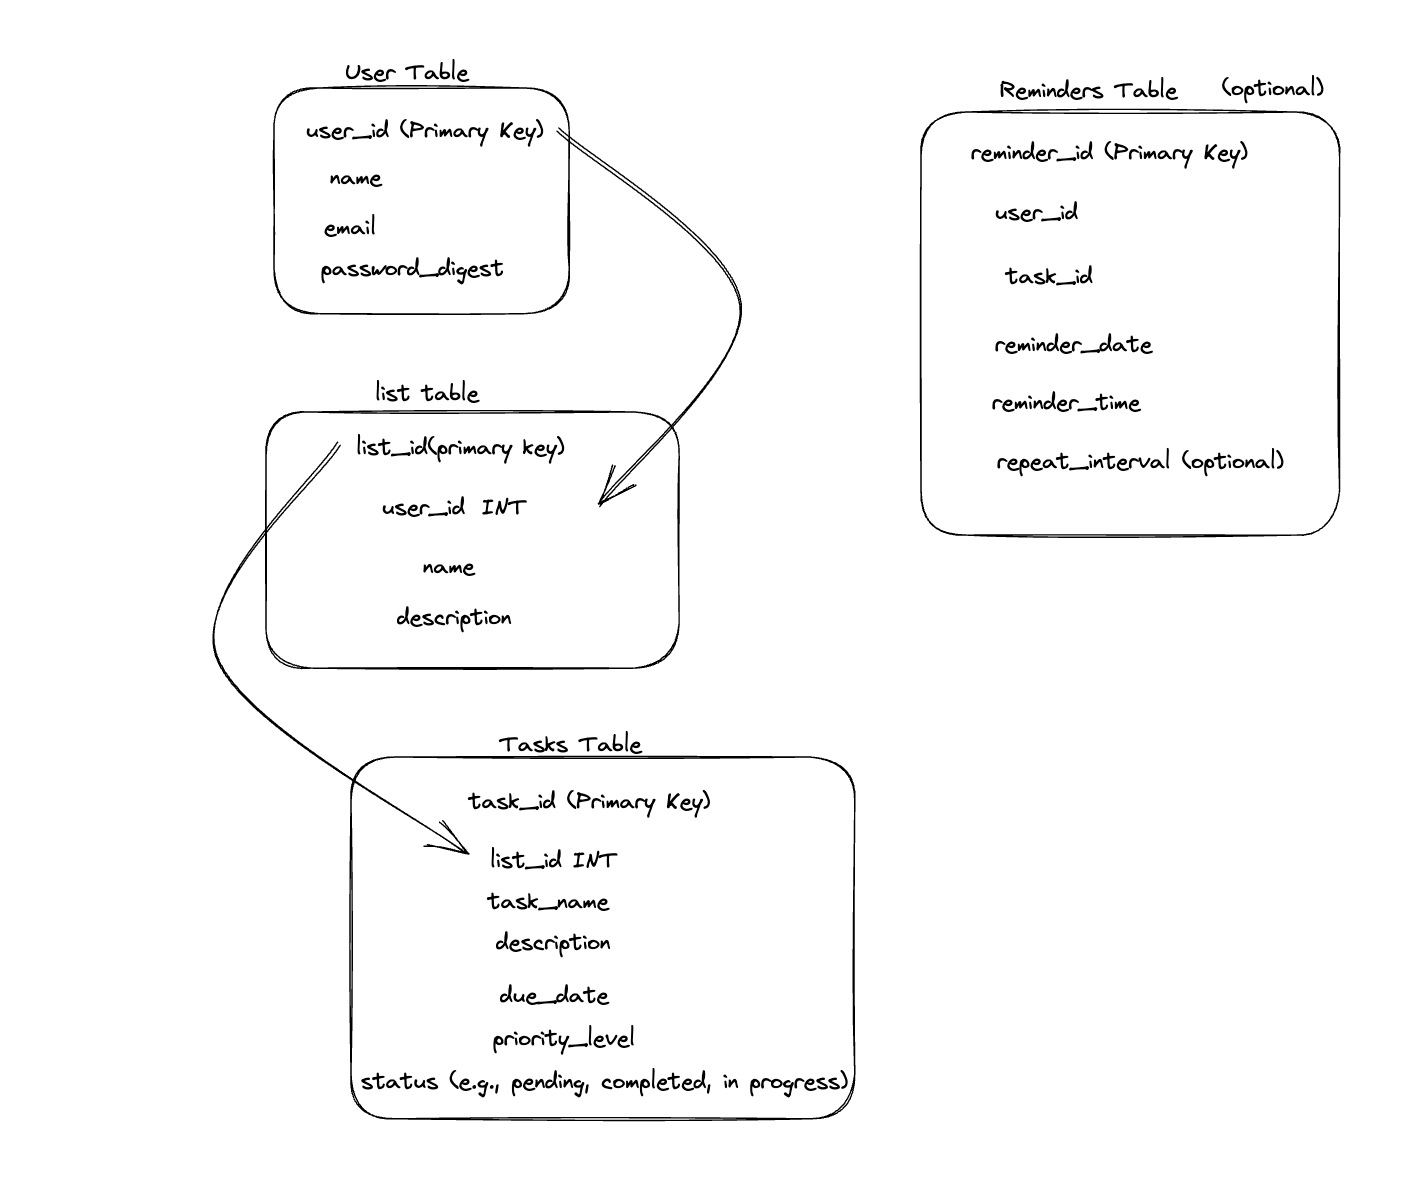 User Table
user_id (Primary Key)
name
email
password_digest
list table
list_id(primary key)
user_id INT
name
description
Tasks Table
task_id (Primary Key)
list_id INT
task_name
description
due_date
priority_level
status (e.g., pending, completed, in progress)
Reminders Table (optional)
reminder_id (Primary Key)
user_id
task_id
reminder_date
reminder_time
repeat_interval (optional)